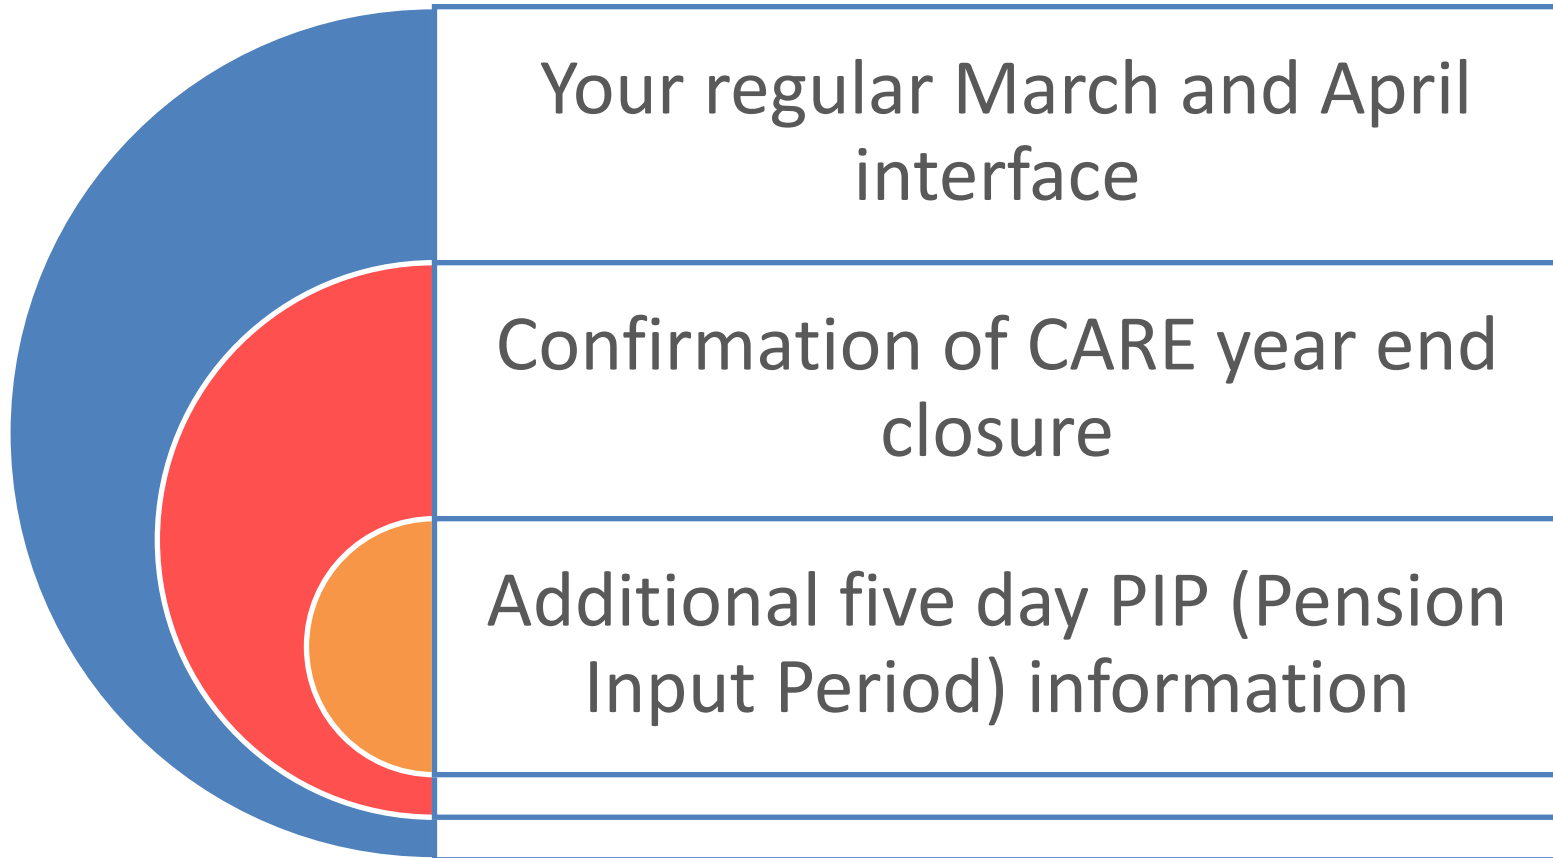 Your regular March and April
interface
Confirmation of CARE year end
closure
Additional five day PIP (Pension
Input Period) information